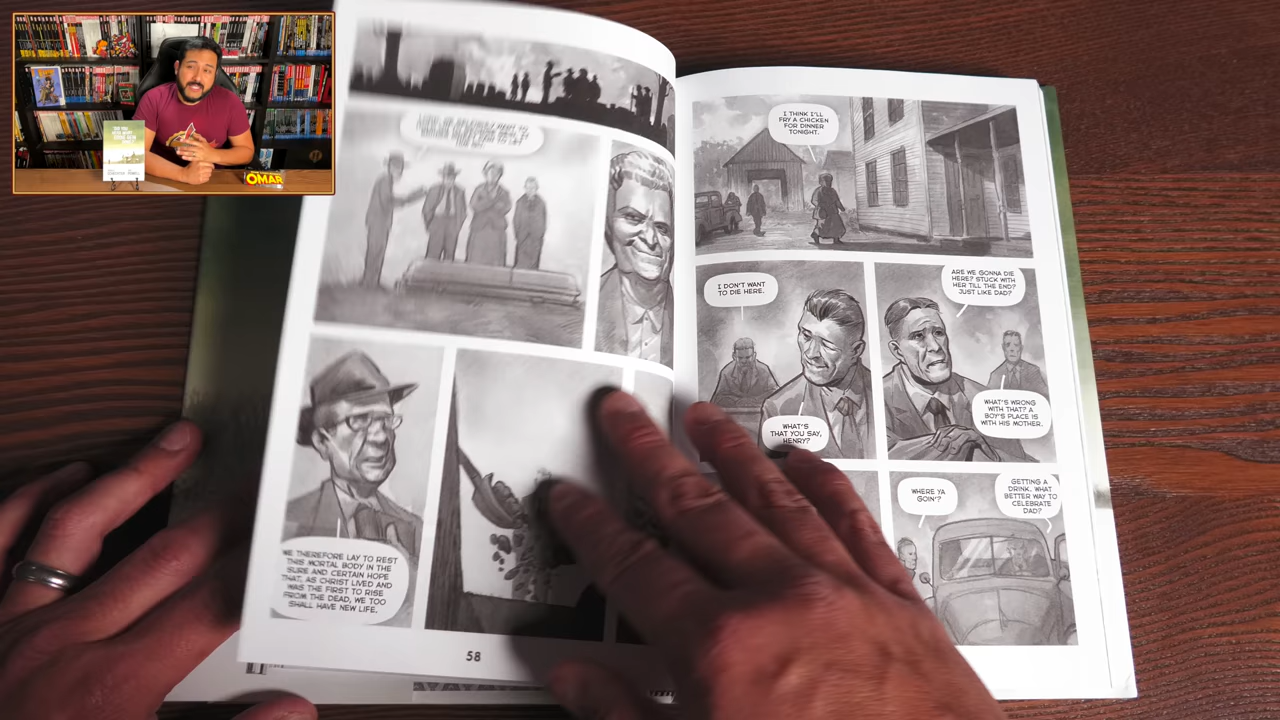 OMAR
WE THEREFORE LAY TO REST
THIS MORTAL BODY IN THE
SURE AND CERTAIN HOPE
THAT, AS CHRIST LIVED AND
WAS THE FIRST TO RISE
FROM THE DEAD, WE TOO
SHALL HAVE NEW LIFE.
58
I THINK I'LL
FRY A CHICKEN
FOR DINNER
TONIGHT.
I DON'T WANT
TO DIE HERE.
WHAT'S
THAT YOU SAY,
HENRY?
ARE WE GONNA DIE
HERE? STUCK WITH
HER TILL THE END?
JUST LIKE DAD?
WHAT'S WRONG
WITH THAT? A
BOY'S PLACE IS
WITH HIS MOTHER.
WHERE YA
GOIN'?
GETTING A
DRINK. WHAT
BETTER WAY TO
CELEBRATE
DAD?